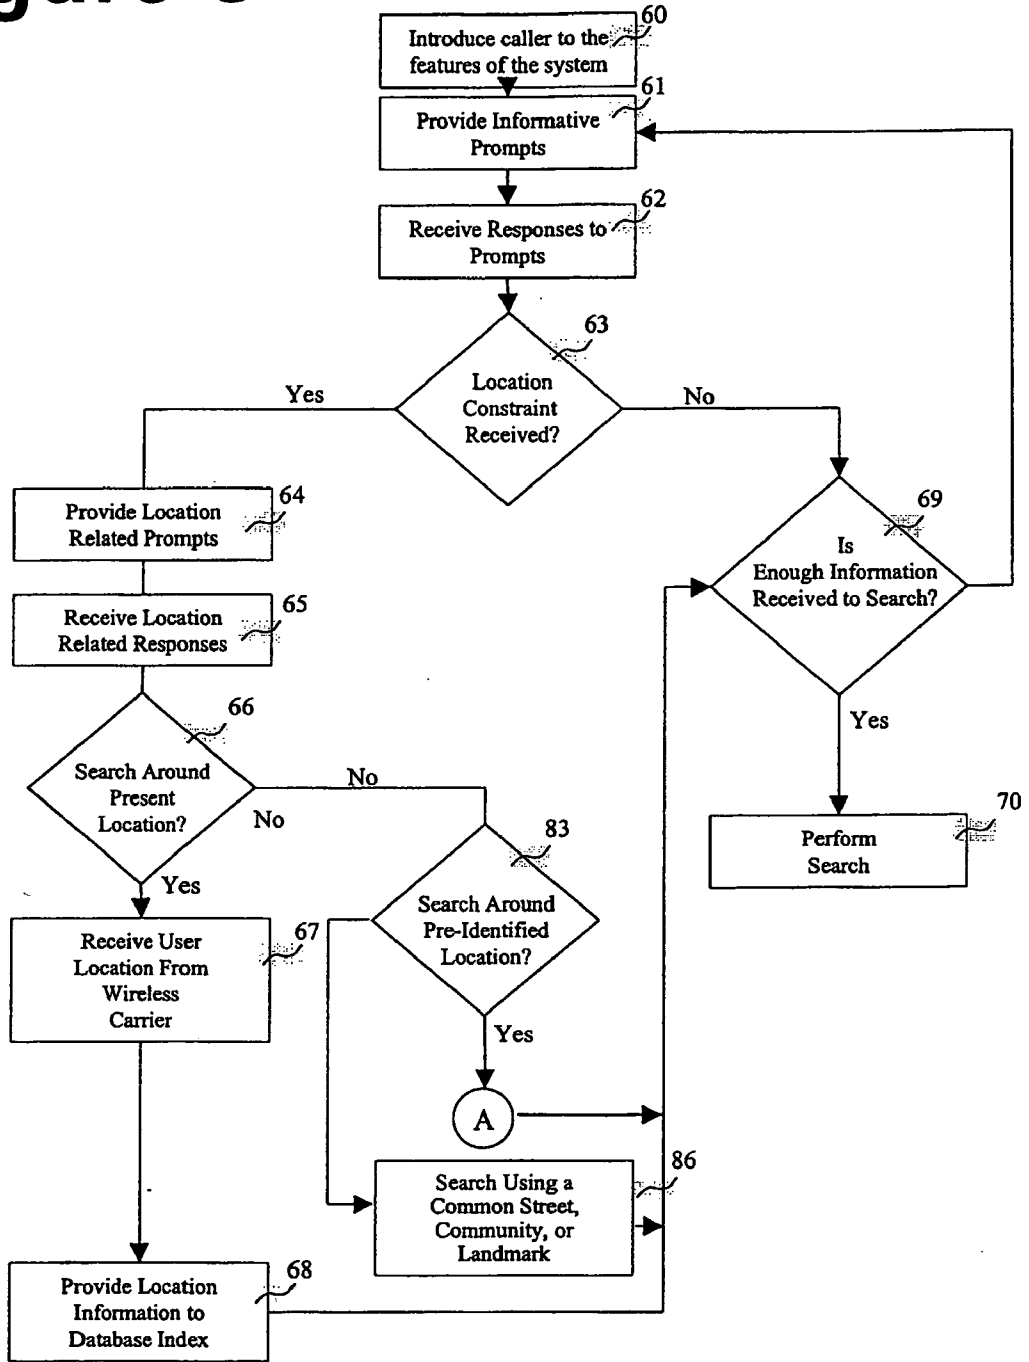 60
Introduce caller to the
features of the system
61
Provide Informative
Prompts
62
Receive Responses to
Prompts
63
Location
Constraint
Received?
Yes
No
64
Provide Location
Related Prompts
69
Is
Enough Information
Received to Search?
65
Receive Location
Related Responses
66
Search Around
Present
Location?
No
No
Yes
Yes
70
Perform
Search
83
Search Around
Pre-Identified
Location?
67
Receive User
Location From
Wireless
Carrier
Yes
A
86
Search Using a
Common Street,
Community, or
Landmark
68
Provide Location
Information to
Database Index